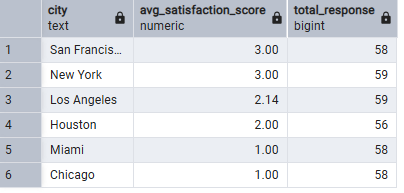 city avg_satisfaction_score total_response
text numeric bigint
1 San Francis... 3.00 58
2 New York 3.00 59
3 Los Angeles 2.14 59
4 Houston 2.00 56
5 Miami 1.00 58
6 Chicago 1.00 58